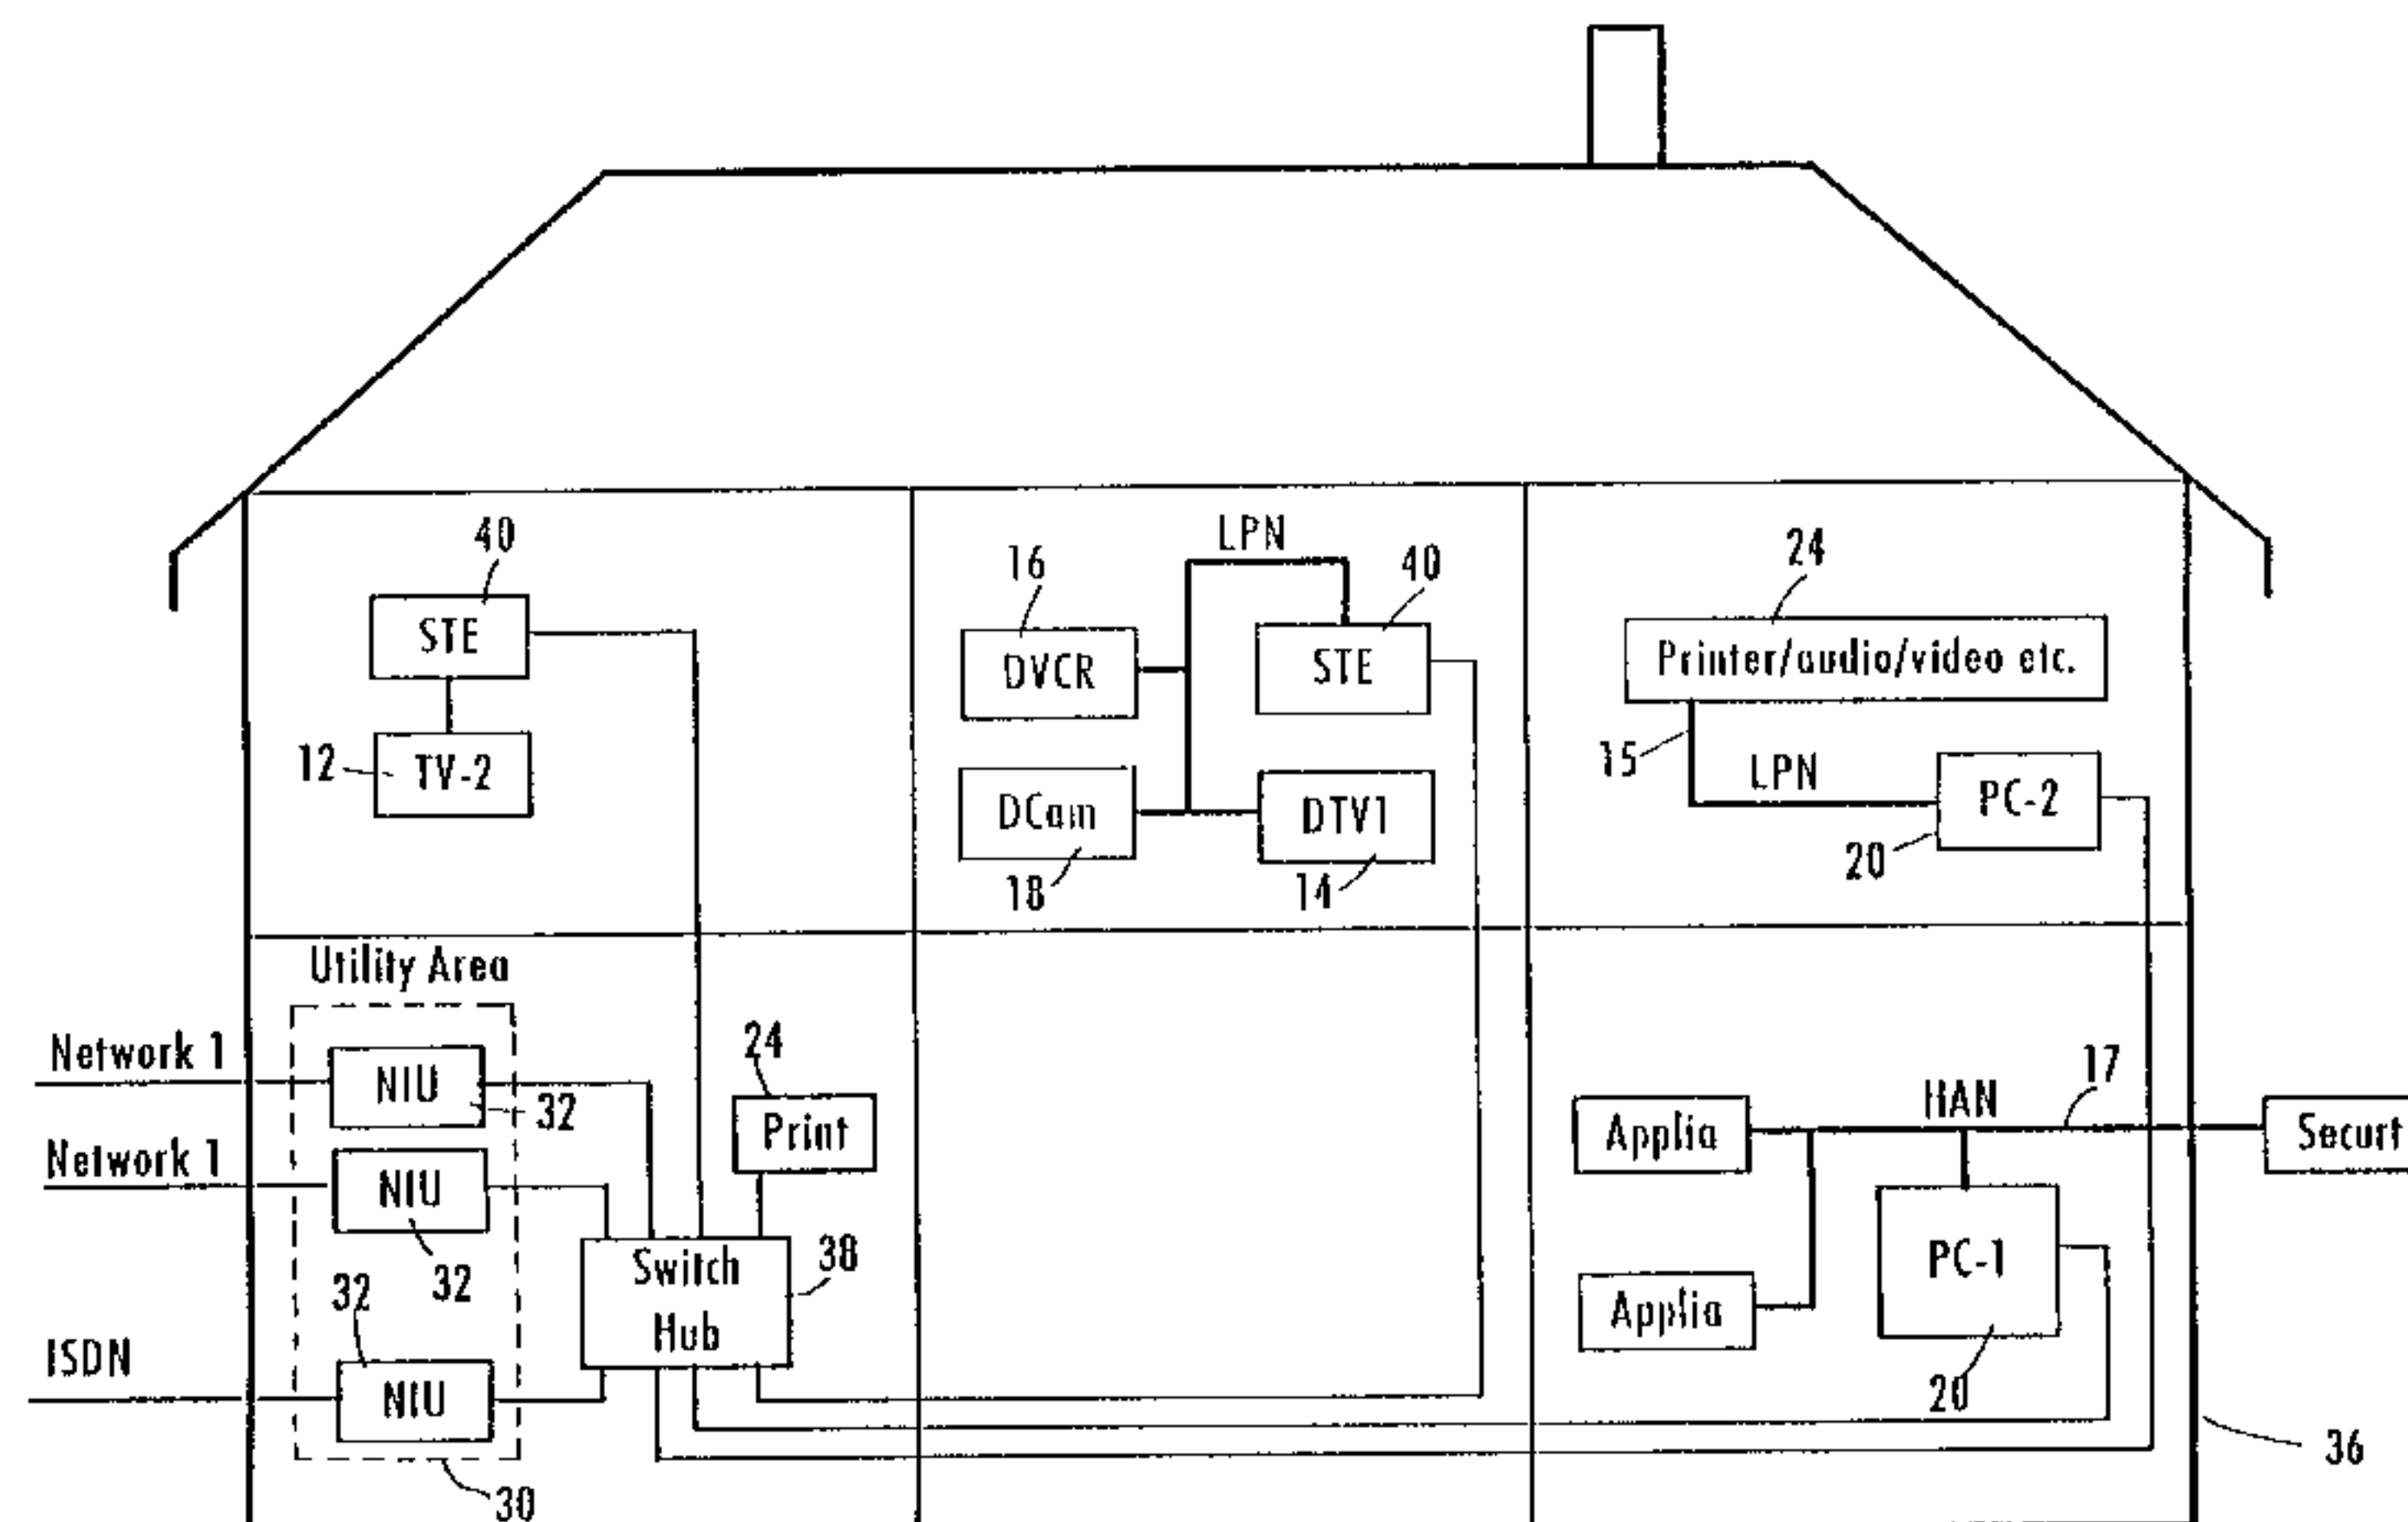 LPN
40
16
40
24
STE
DVCR
STE
Printer/audio/video etc.
12
TV-2
15
LPN
DCam
DTV1
PC-2
20
18
14
Utility Area
Network 1
NIU
32
24
Print
HAN
17
Applia
Securt
Network 1
NIU
32
Switch
Hub
38
PC-1
Applia
20
32
ISDN
NIU
30
36